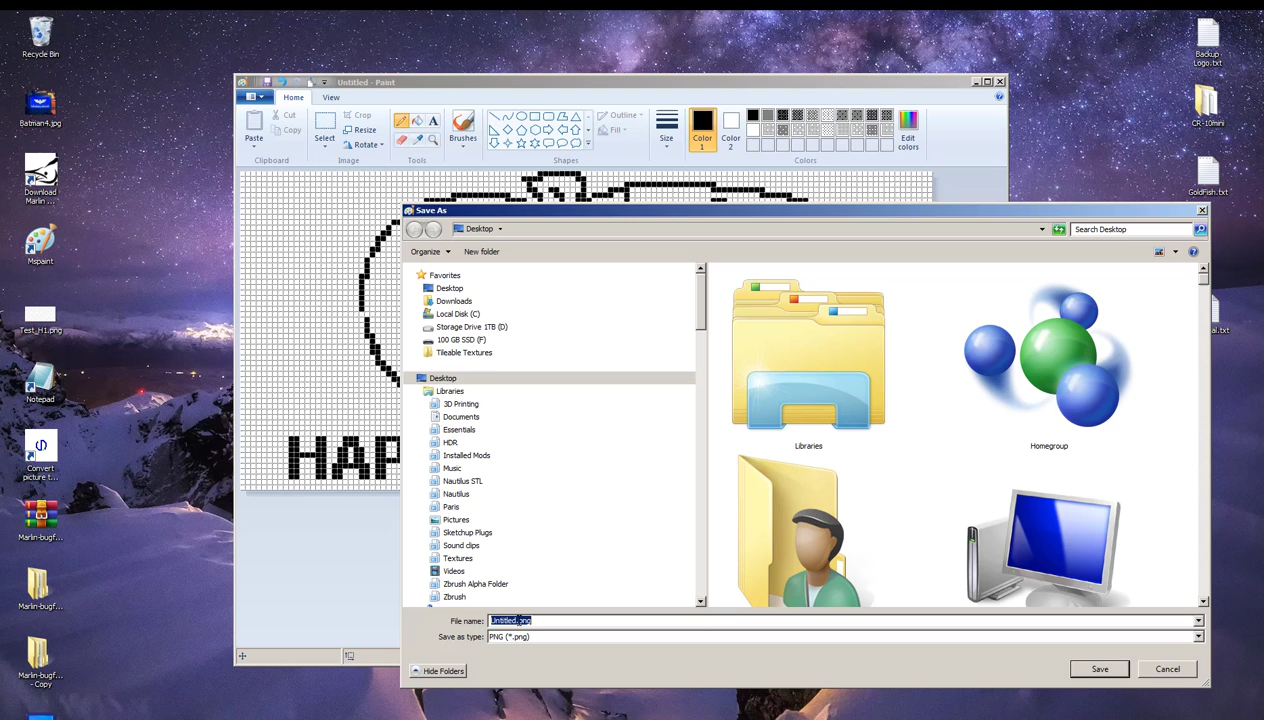 Recycle Bin
Batman4.jpg
Download
Marlin ...
Mspaint
Test_H1.png
Notepad
Convert
picture t...
Marlin-bugf...
Marlin-bugf...
Marlin-bugf...
- Copy
Backup
Logo.txt
CR-10mini
GoldFish.txt
al.txt
Untitled - Paint
Home
View
Paste
Cut
Copy
Clipboard
Select
Crop
Resize
Rotate
Image
A
Tools
Brushes
Outline
Fill
Shapes
Size
Color
1
Color
2
Edit
colors
Colors
HAP
Save As
Desktop
Search Desktop
Organize
New folder
Favorites
Desktop
Downloads
Local Disk (C)
Storage Drive 1TB (D)
100 GB SSD (F)
Tileable Textures
Desktop
Libraries
3D Printing
Documents
Essentials
HDR
Installed Mods
Music
Nautilus STL
Nautilus
Paris
Pictures
Sketchup Plugs
Sound clips
Textures
Videos
Zbrush Alpha Folder
Zbrush
Libraries
Homegroup
File name: Untitled.png
Save as type: PNG (*.png)
Hide Folders
Save
Cancel